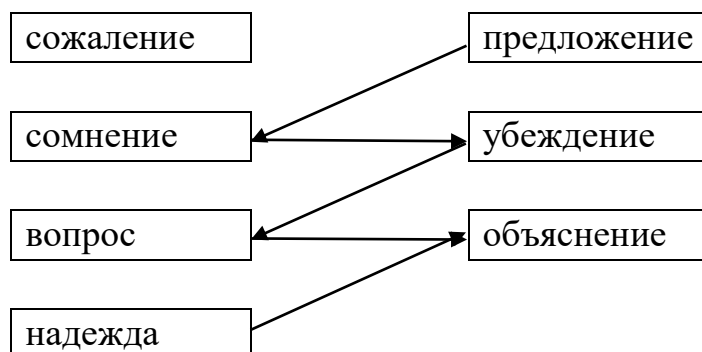 сожаление
предложение
сомнение
убеждение
вопрос
объяснение
надежда